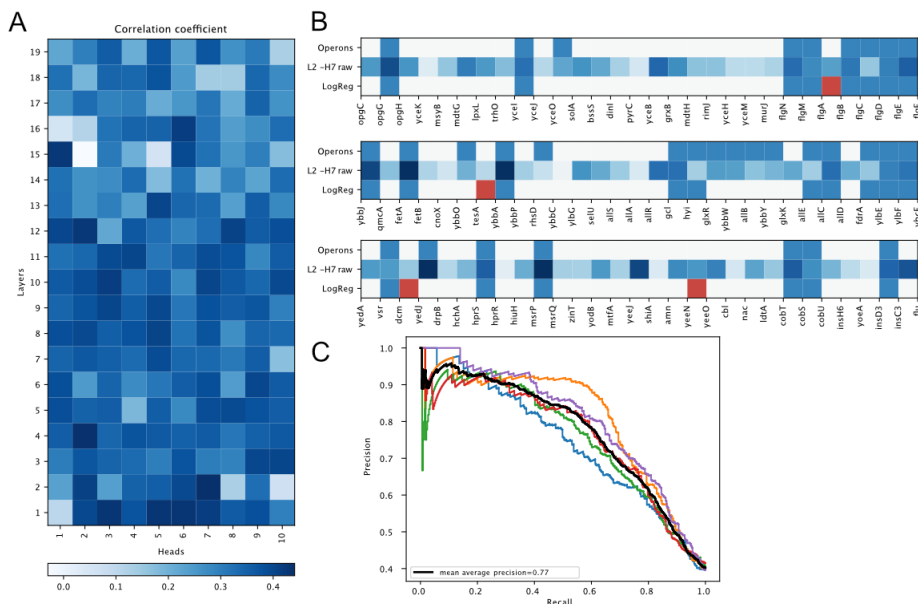 A
Correlation coefficient
19
18
17
16
15
14
13
12
11
10
9
8
7
6
5
4
3
2
1
Layers
1 2 3 4 5 6 7 8 9 10
Heads
0.0 0.1 0.2 0.3 0.4
B
Operons
L2 -H7 raw
LogReg
opgC opgG opgH yceK msyB mdtG lpxL trhO yceI yceJ yceO solA bssS dinI pyrC yceB grxB mdtH rimJ yceH yceM murJ flgN flgM flgA flgB flgC flgD flgE
Operons
L2 -H7 raw
LogReg
ybbJ qmcA fetA fetB cnoX ybbO tesA ybbA ybbP rhsD ybbC ylbG selU allS allA allR gcl hyi glxR ybbW allB ybbY glxK allE allC allD fdrA ylbE ylbF
Operons
L2 -H7 raw
LogReg
yedA vsr dcm yedJ drpB hchA hprS hprR hiuH msrP msrQ zinT yodB mtfA yeeJ shiA amn yeeN yeeO cbl nac ldtA cobT cobS cobU insH6 yoeA insD3 insC3
C
1.0
0.9
0.8
0.7
0.6
0.5
0.4
Precision
mean average precision=0.77
0.0 0.2 0.4 0.6 0.8 1.0
Recall